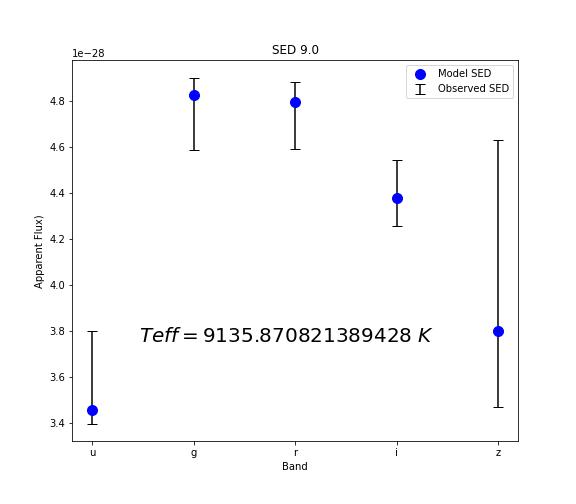 SED 9.0
1e−28
Model SED
Observed SED
4.8
4.6
4.4
4.2
4.0
3.8
3.6
3.4
Apparent Flux)
Teff = 9135.870821389428 K
u g r i z
Band